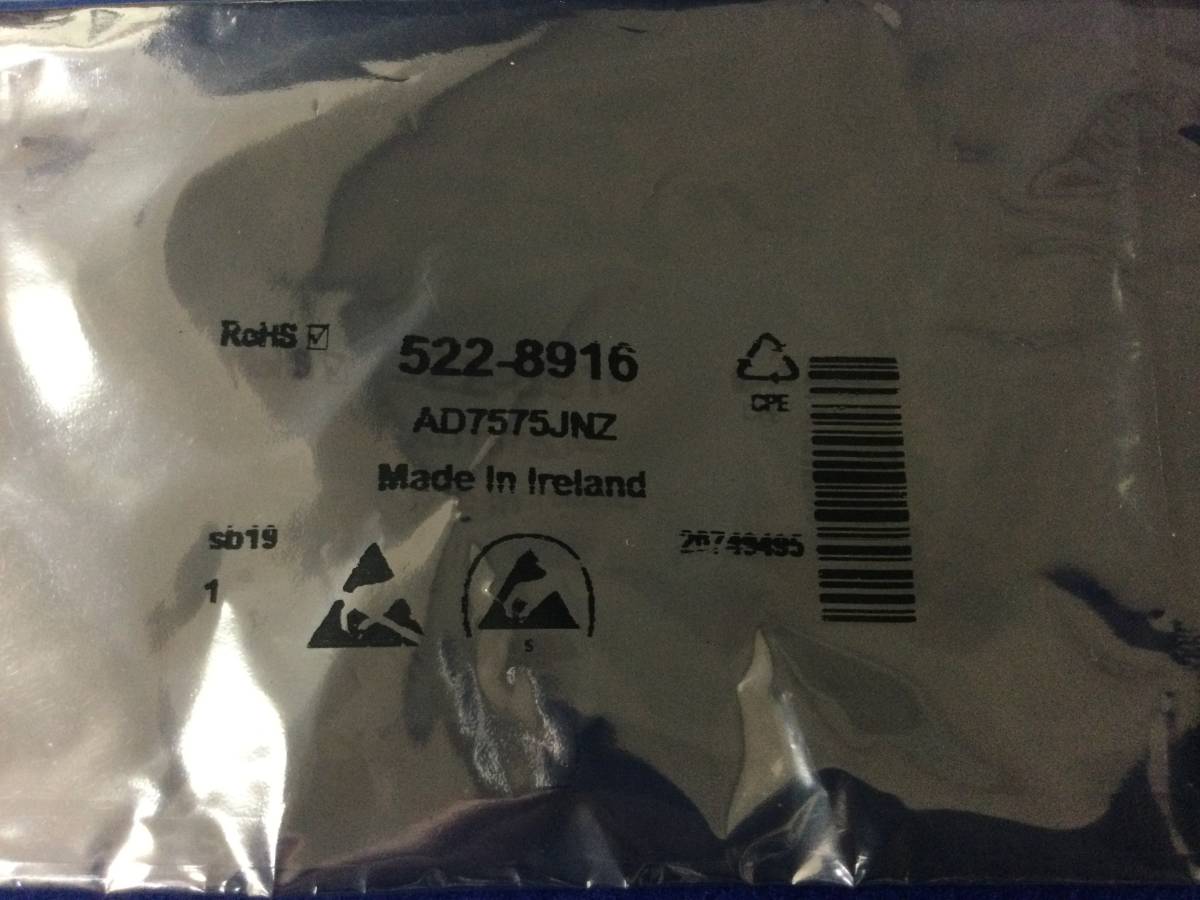 RoHS ☑
522-8916
AD7575JNZ
Made In Ireland
CPE
sb19
1
S